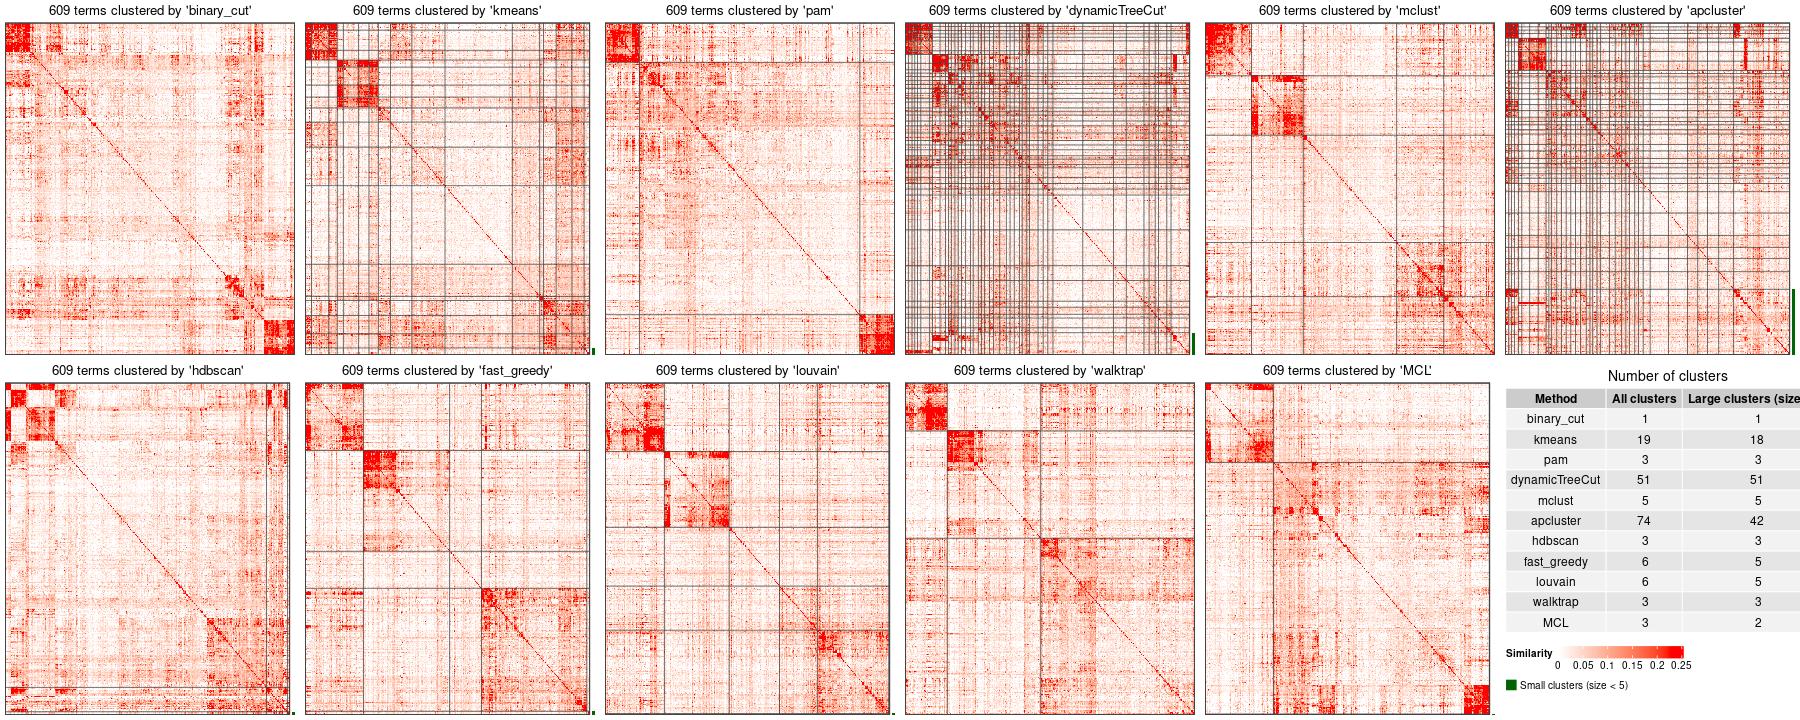 609 terms clustered by 'binary_cut'
609 terms clustered by 'kmeans'
609 terms clustered by 'pam'
609 terms clustered by 'dynamicTreeCut'
609 terms clustered by 'mclust'
609 terms clustered by 'apcluster'
609 terms clustered by 'hdbscan'
609 terms clustered by 'fast_greedy'
609 terms clustered by 'louvain'
609 terms clustered by 'walktrap'
609 terms clustered by 'MCL'
Number of clusters
Method All clusters Large clusters (size
binary_cut 1 1
kmeans 19 18
pam 3 3
dynamicTreeCut 51 51
mclust 5 5
apcluster 74 42
hdbscan 3 3
fast_greedy 6 5
louvain 6 5
walktrap 3 3
MCL 3 2
Similarity
0 0.05 0.1 0.15 0.2 0.25
Small clusters (size < 5)